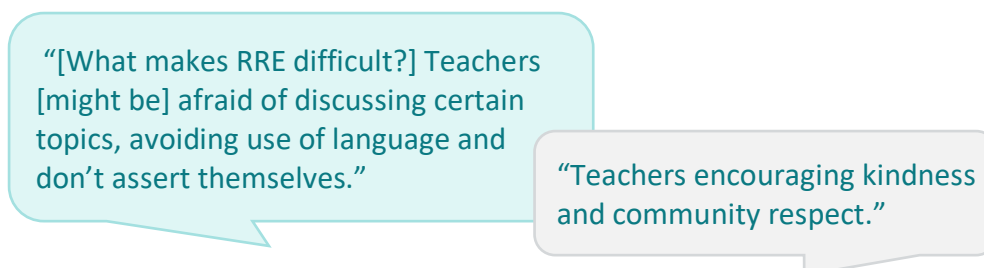 “[What makes RRE difficult?] Teachers
[might be] afraid of discussing certain
topics, avoiding use of language and
don’t assert themselves.”
“Teachers encouraging kindness
and community respect.”